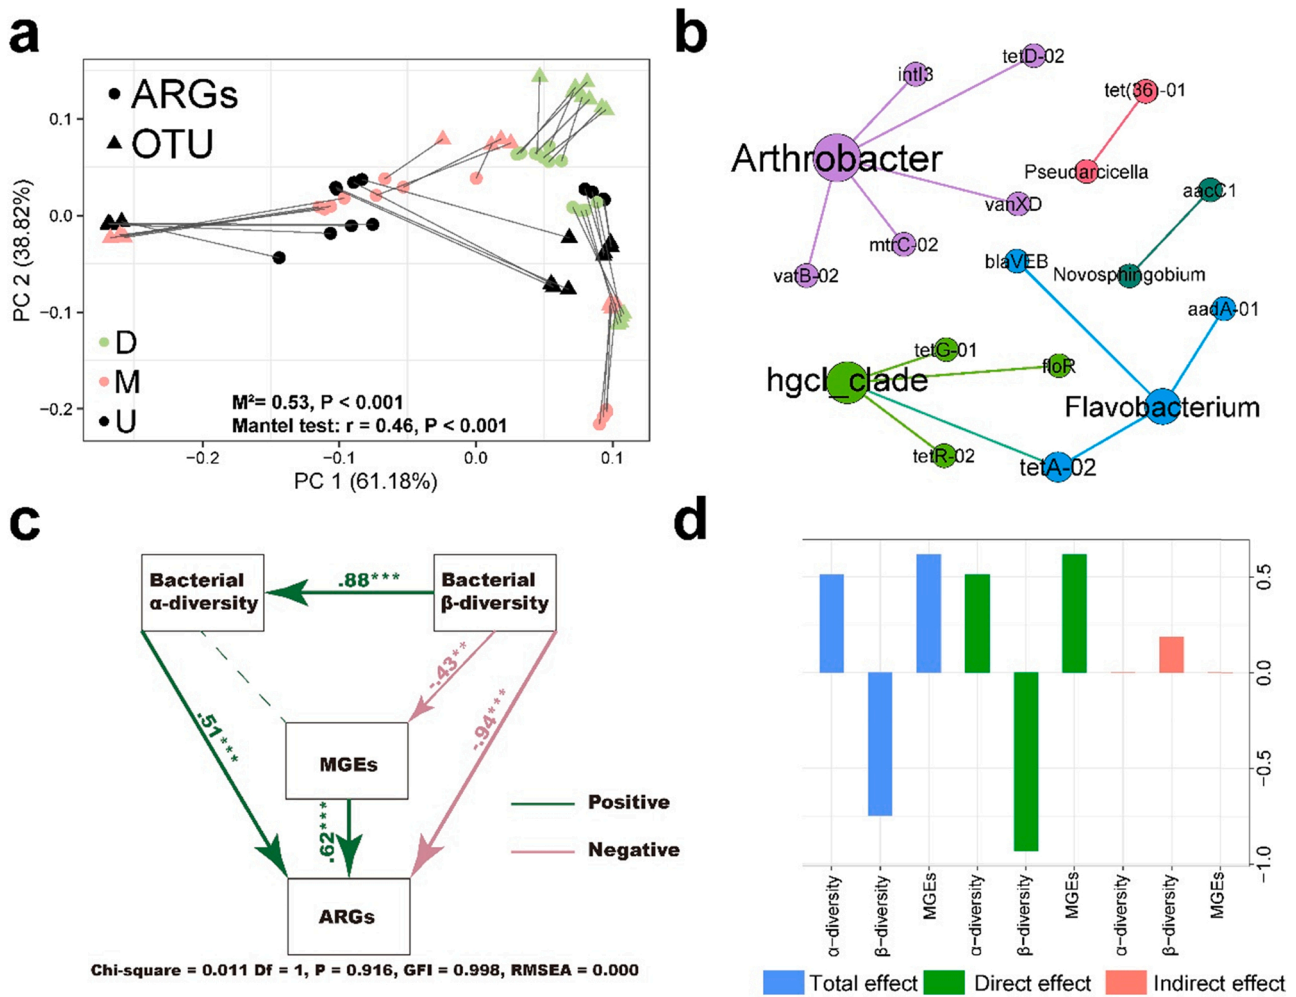 a
ARGs
OTU
D
M
U
M²= 0.53, P < 0.001
Mantel test: r = 0.46, P < 0.001
0.1
0.0
−0.1
−0.2
−0.2
−0.1
0.0
0.1
PC 1 (61.18%)
PC 2 (38.82%)
b
tetD-02
intI3
tet(36)-01
Arthrobacter
Pseudarcicella
aacC1
vanXD
mtrC-02
blaVEB
Novosphingobium
vatB-02
aadA-01
tetG-01
floR
hgcI_clade
Flavobacterium
tetR-02
tetA-02
c
Bacterial
α-diversity
.88***
Bacterial
β-diversity
-.43**
.51***
-.94***
MGEs
.62***
Positive
Negative
ARGs
Chi-square = 0.011 Df = 1, P = 0.916, GFI = 0.998, RMSEA = 0.000
d
0.5
0.0
−0.5
−1.0
α−diversity
β−diversity
MGEs
α−diversity
β−diversity
MGEs
α−diversity
β−diversity
MGEs
Total effect
Direct effect
Indirect effect